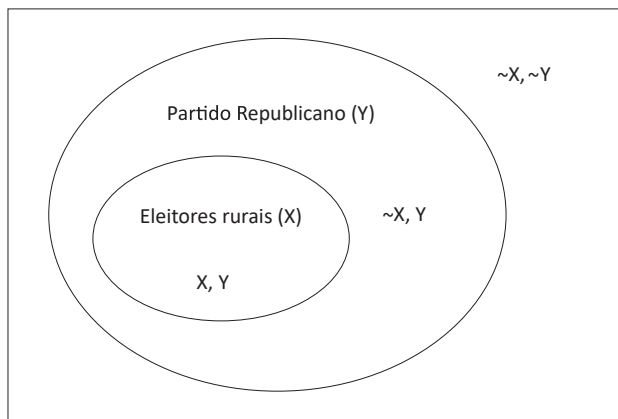 ~X, ~Y
Partido Republicano (Y)
Eleitores rurais (X)
~X, Y
X, Y